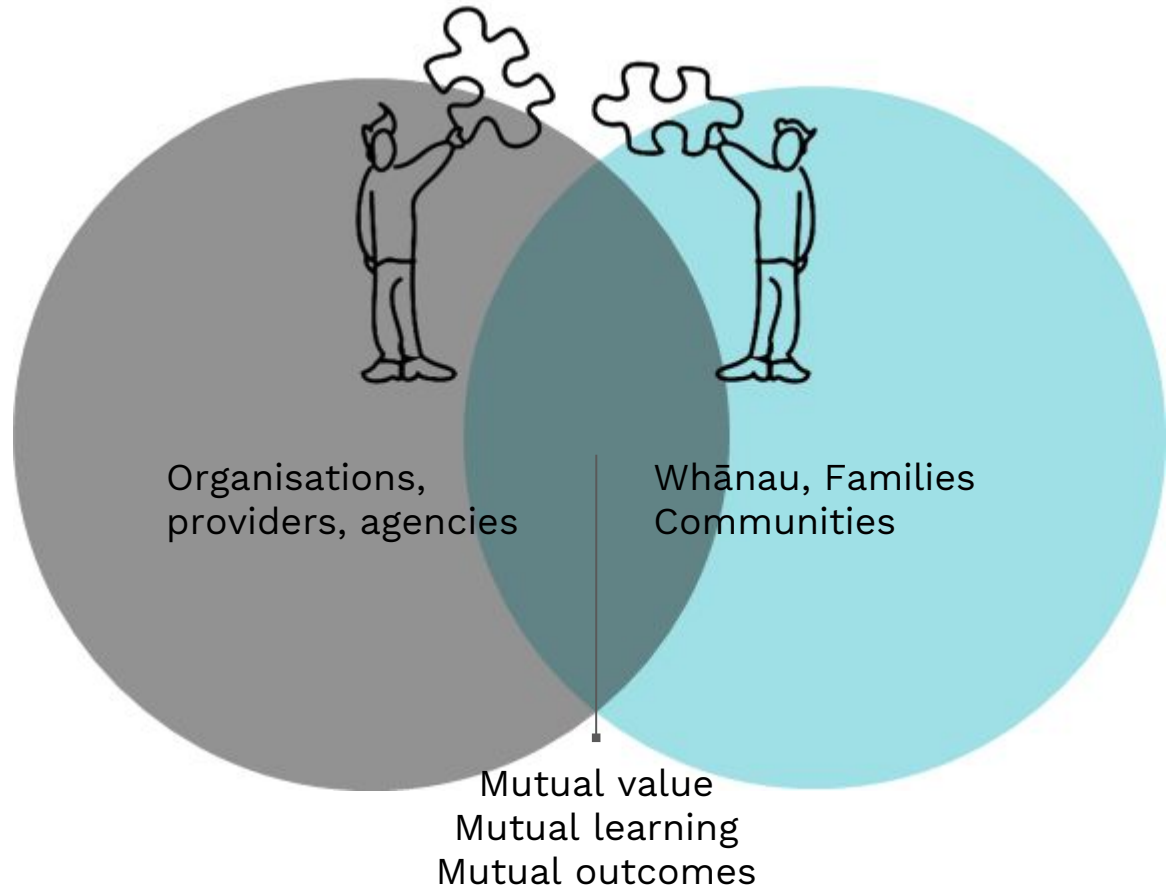 Organisations,
providers, agencies
Whānau, Families
Communities
Mutual value
Mutual learning
Mutual outcomes